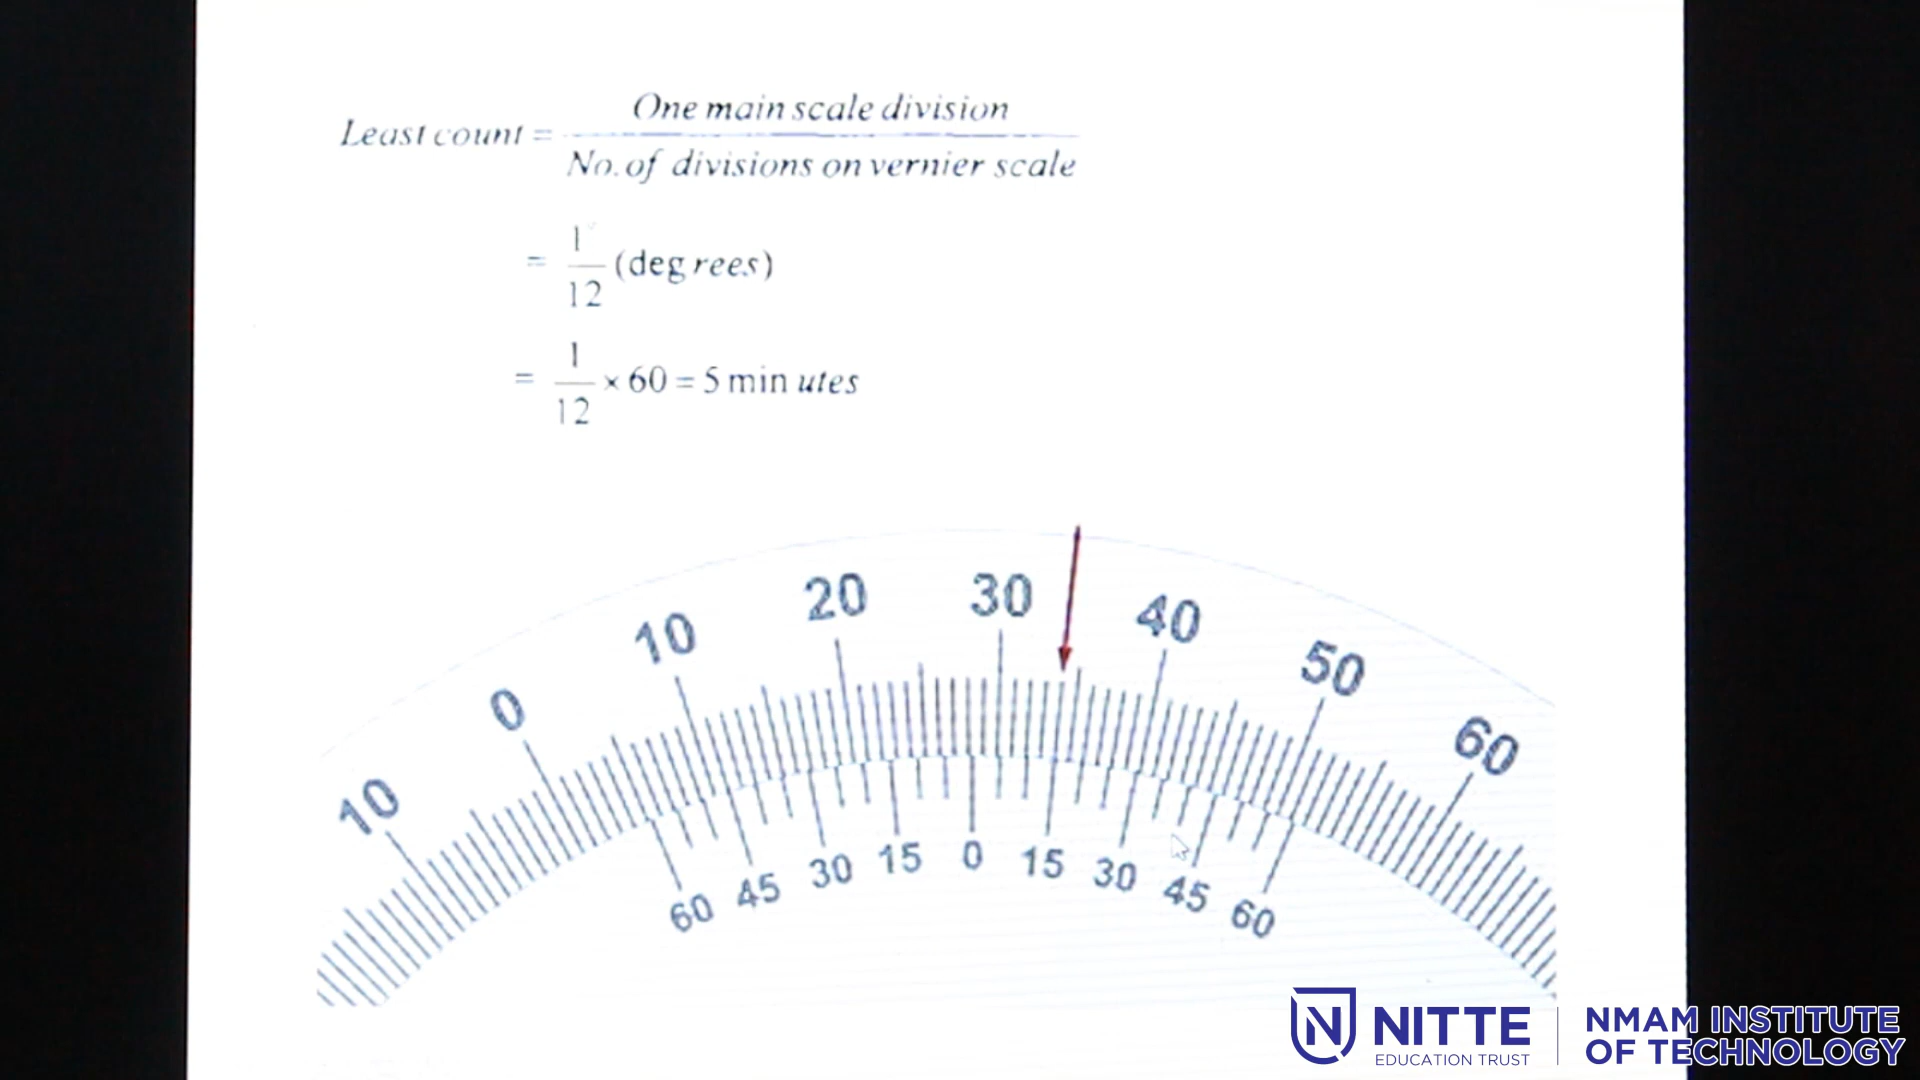 Least count = One main scale division
No. of divisions on vernier scale
= 1° / 12 (degrees)
= 1 / 12 × 60 = 5 minutes
10 0 10 20 30 40 50 60
60 45 30 15 0 15 30 45 60
N NITTE
EDUCATION TRUST
NMAM INSTITUTE
OF TECHNOLOGY